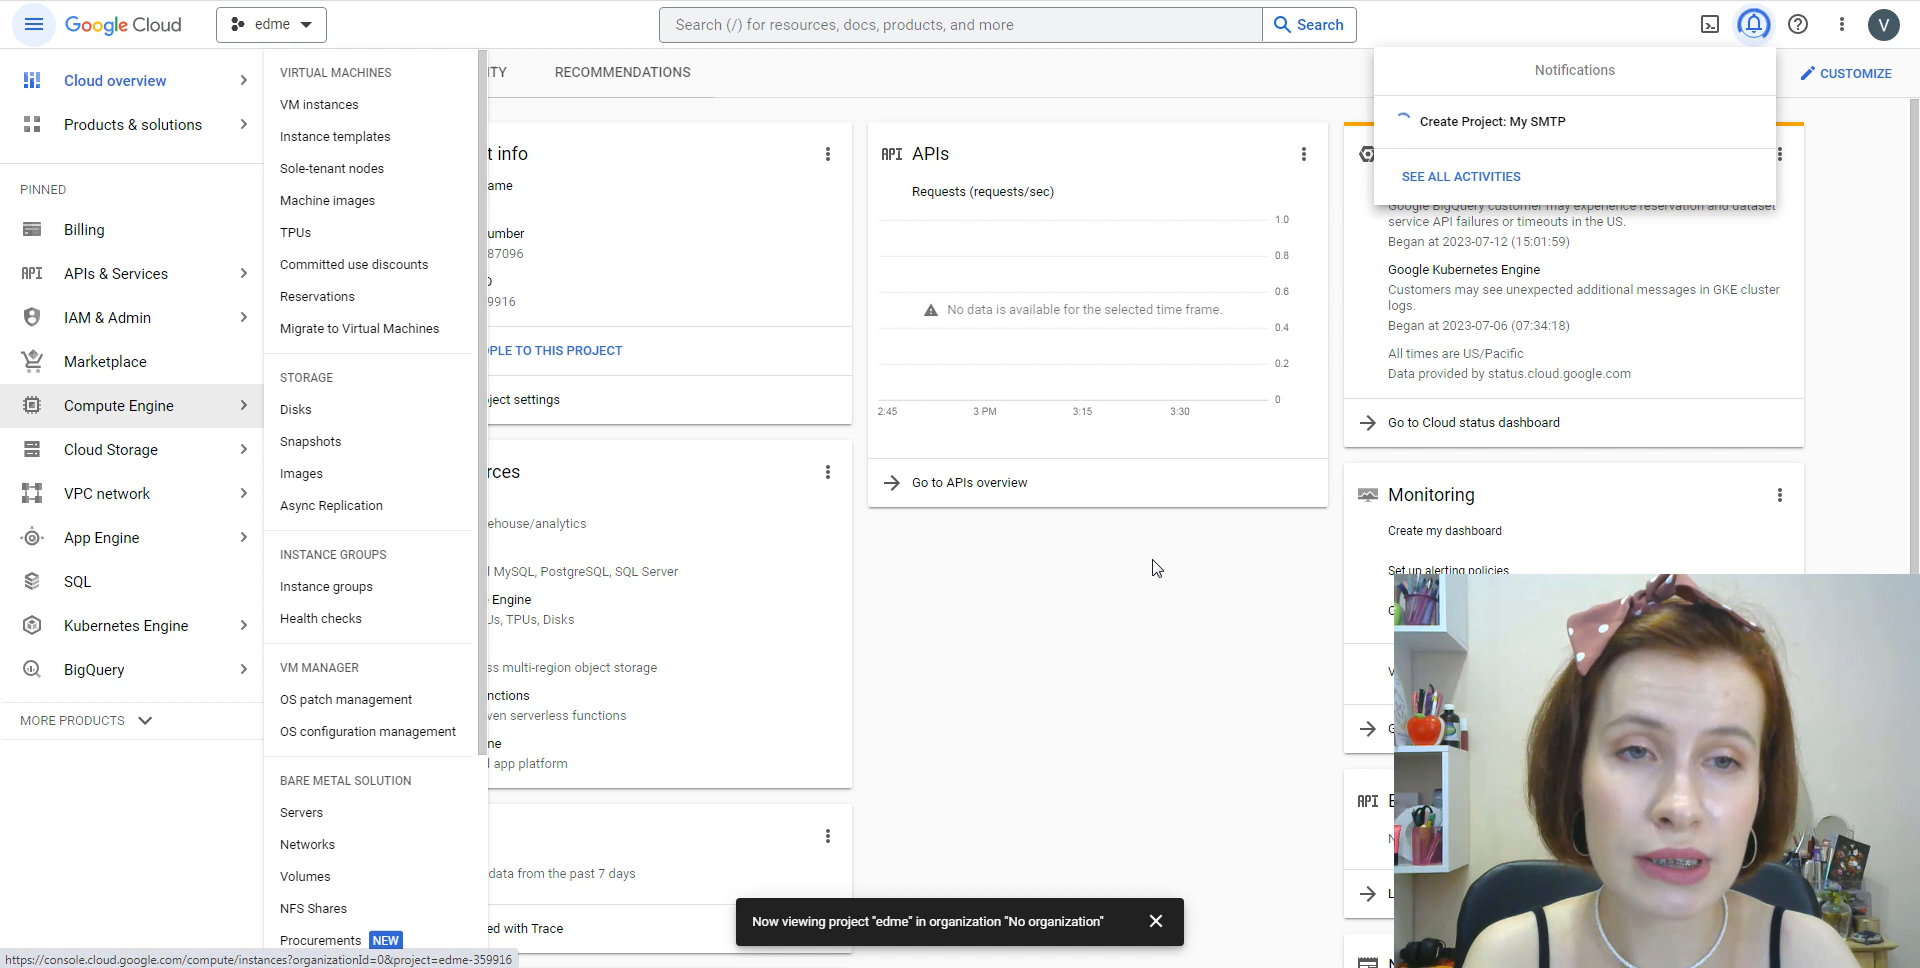 Google Cloud
edme
Search (/) for resources, docs, products, and more
Search
V
Cloud overview
Products & solutions
PINNED
Billing
API APIs & Services
IAM & Admin
Marketplace
Compute Engine
Cloud Storage
VPC network
App Engine
SQL
Kubernetes Engine
BigQuery
MORE PRODUCTS
VIRTUAL MACHINES
VM instances
Instance templates
Sole-tenant nodes
Machine images
TPUs
Committed use discounts
Reservations
Migrate to Virtual Machines
STORAGE
Disks
Snapshots
Images
Async Replication
INSTANCE GROUPS
Instance groups
Health checks
VM MANAGER
OS patch management
OS configuration management
BARE METAL SOLUTION
Servers
Networks
Volumes
NFS Shares
Procurements NEW
https://console.cloud.google.com/compute/instances?organizationId=0&project=edme-359916
ITY
RECOMMENDATIONS
CUSTOMIZE
t info
ame
umber
87096
9916
PLE TO THIS PROJECT
ject settings
rces
ehouse/analytics
MySQL, PostgreSQL, SQL Server
Engine
Js, TPUs, Disks
ss multi-region object storage
nctions
ven serverless functions
ne
app platform
data from the past 7 days
ed with Trace
API APIs
Requests (requests/sec)
1.0
0.8
0.6
0.4
0.2
0
No data is available for the selected time frame.
2:45
3 PM
3:15
3:30
Go to APIs overview
Notifications
Create Project: My SMTP
SEE ALL ACTIVITIES
Google BigQuery customer may experience reservation and dataset
service API failures or timeouts in the US.
Began at 2023-07-12 (15:01:59)
Google Kubernetes Engine
Customers may see unexpected additional messages in GKE cluster
logs.
Began at 2023-07-06 (07:34:18)
All times are US/Pacific
Data provided by status.cloud.google.com
Go to Cloud status dashboard
Monitoring
Create my dashboard
Set up alerting policies
API
Now viewing project "edme" in organization "No organization"